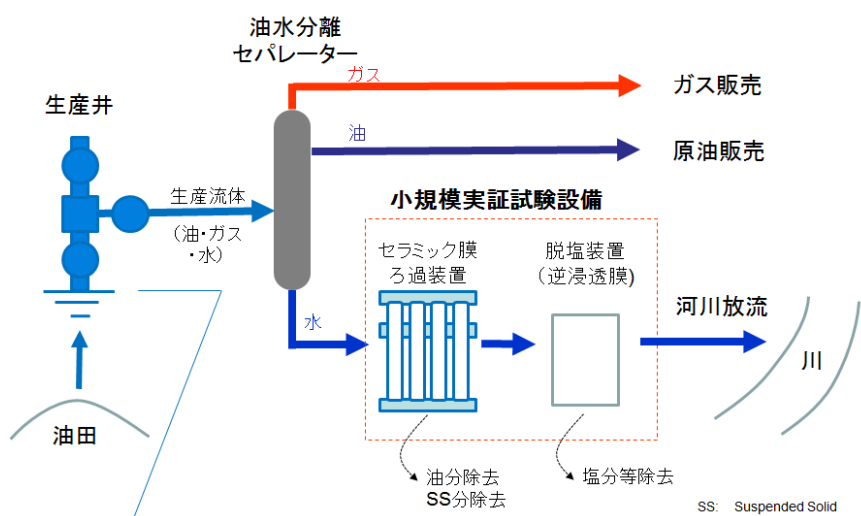 油水分離
セパレーター
ガス
ガス販売
生産井
油
原油販売
生産流体
(油・ガス
・水)
小規模実証試験設備
セラミック膜
ろ過装置
脱塩装置
(逆浸透膜)
水
河川放流
川
油田
油分除去
SS分除去
塩分等除去
SS: Suspended Solid